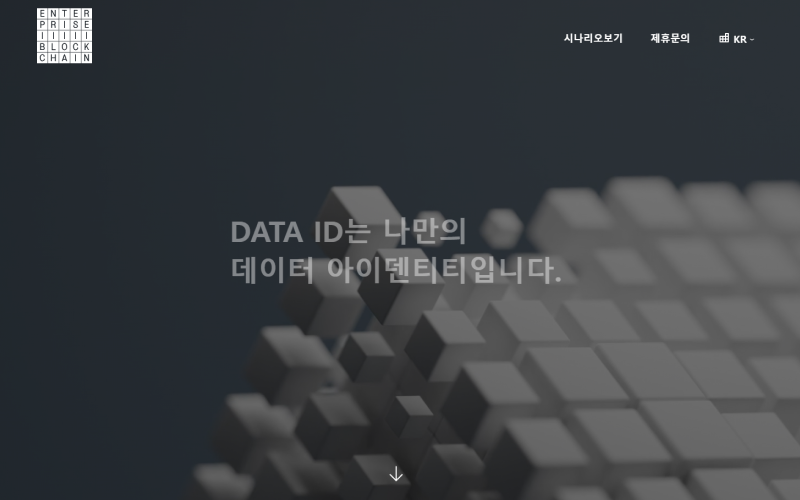 ENTER
PRISE
IIIII
BLOCK
CHAIN
시나리오보기
제휴문의
KR
DATA ID는 나만의
데이터 아이덴티티입니다.